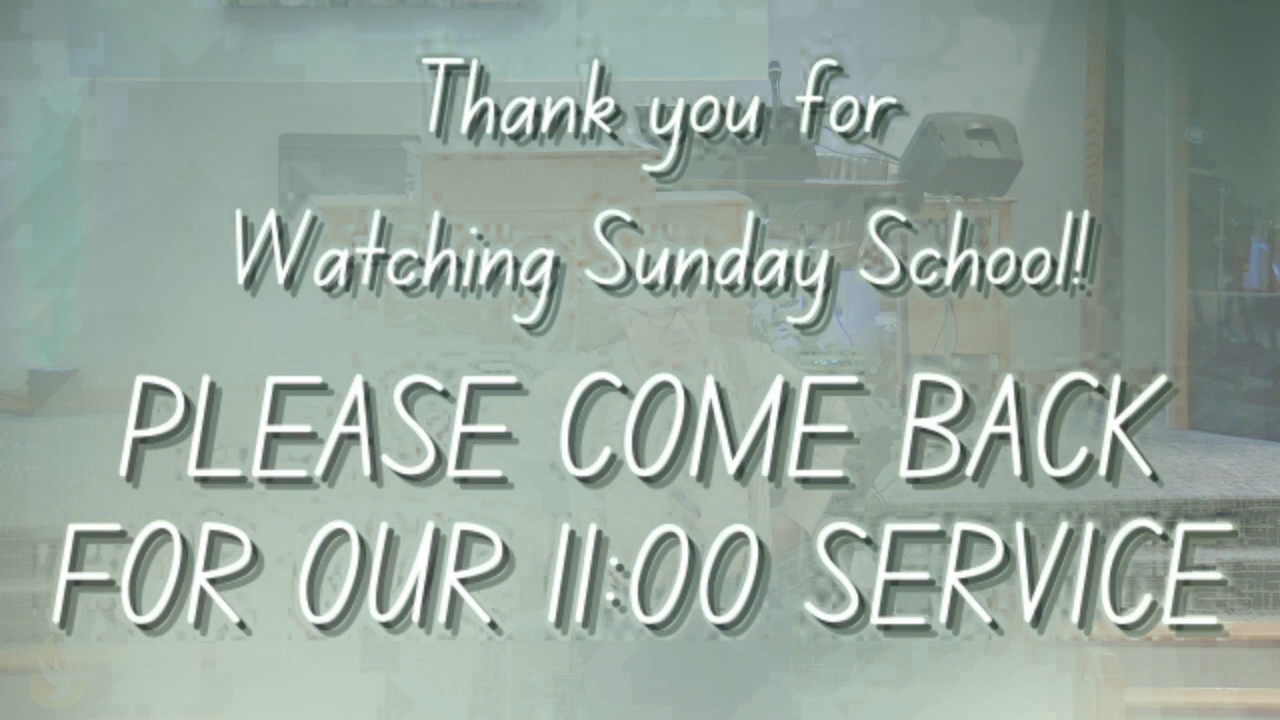 Thank you for
Watching Sunday School!!
PLEASE COME BACK
FOR OUR 11:00 SERVICE